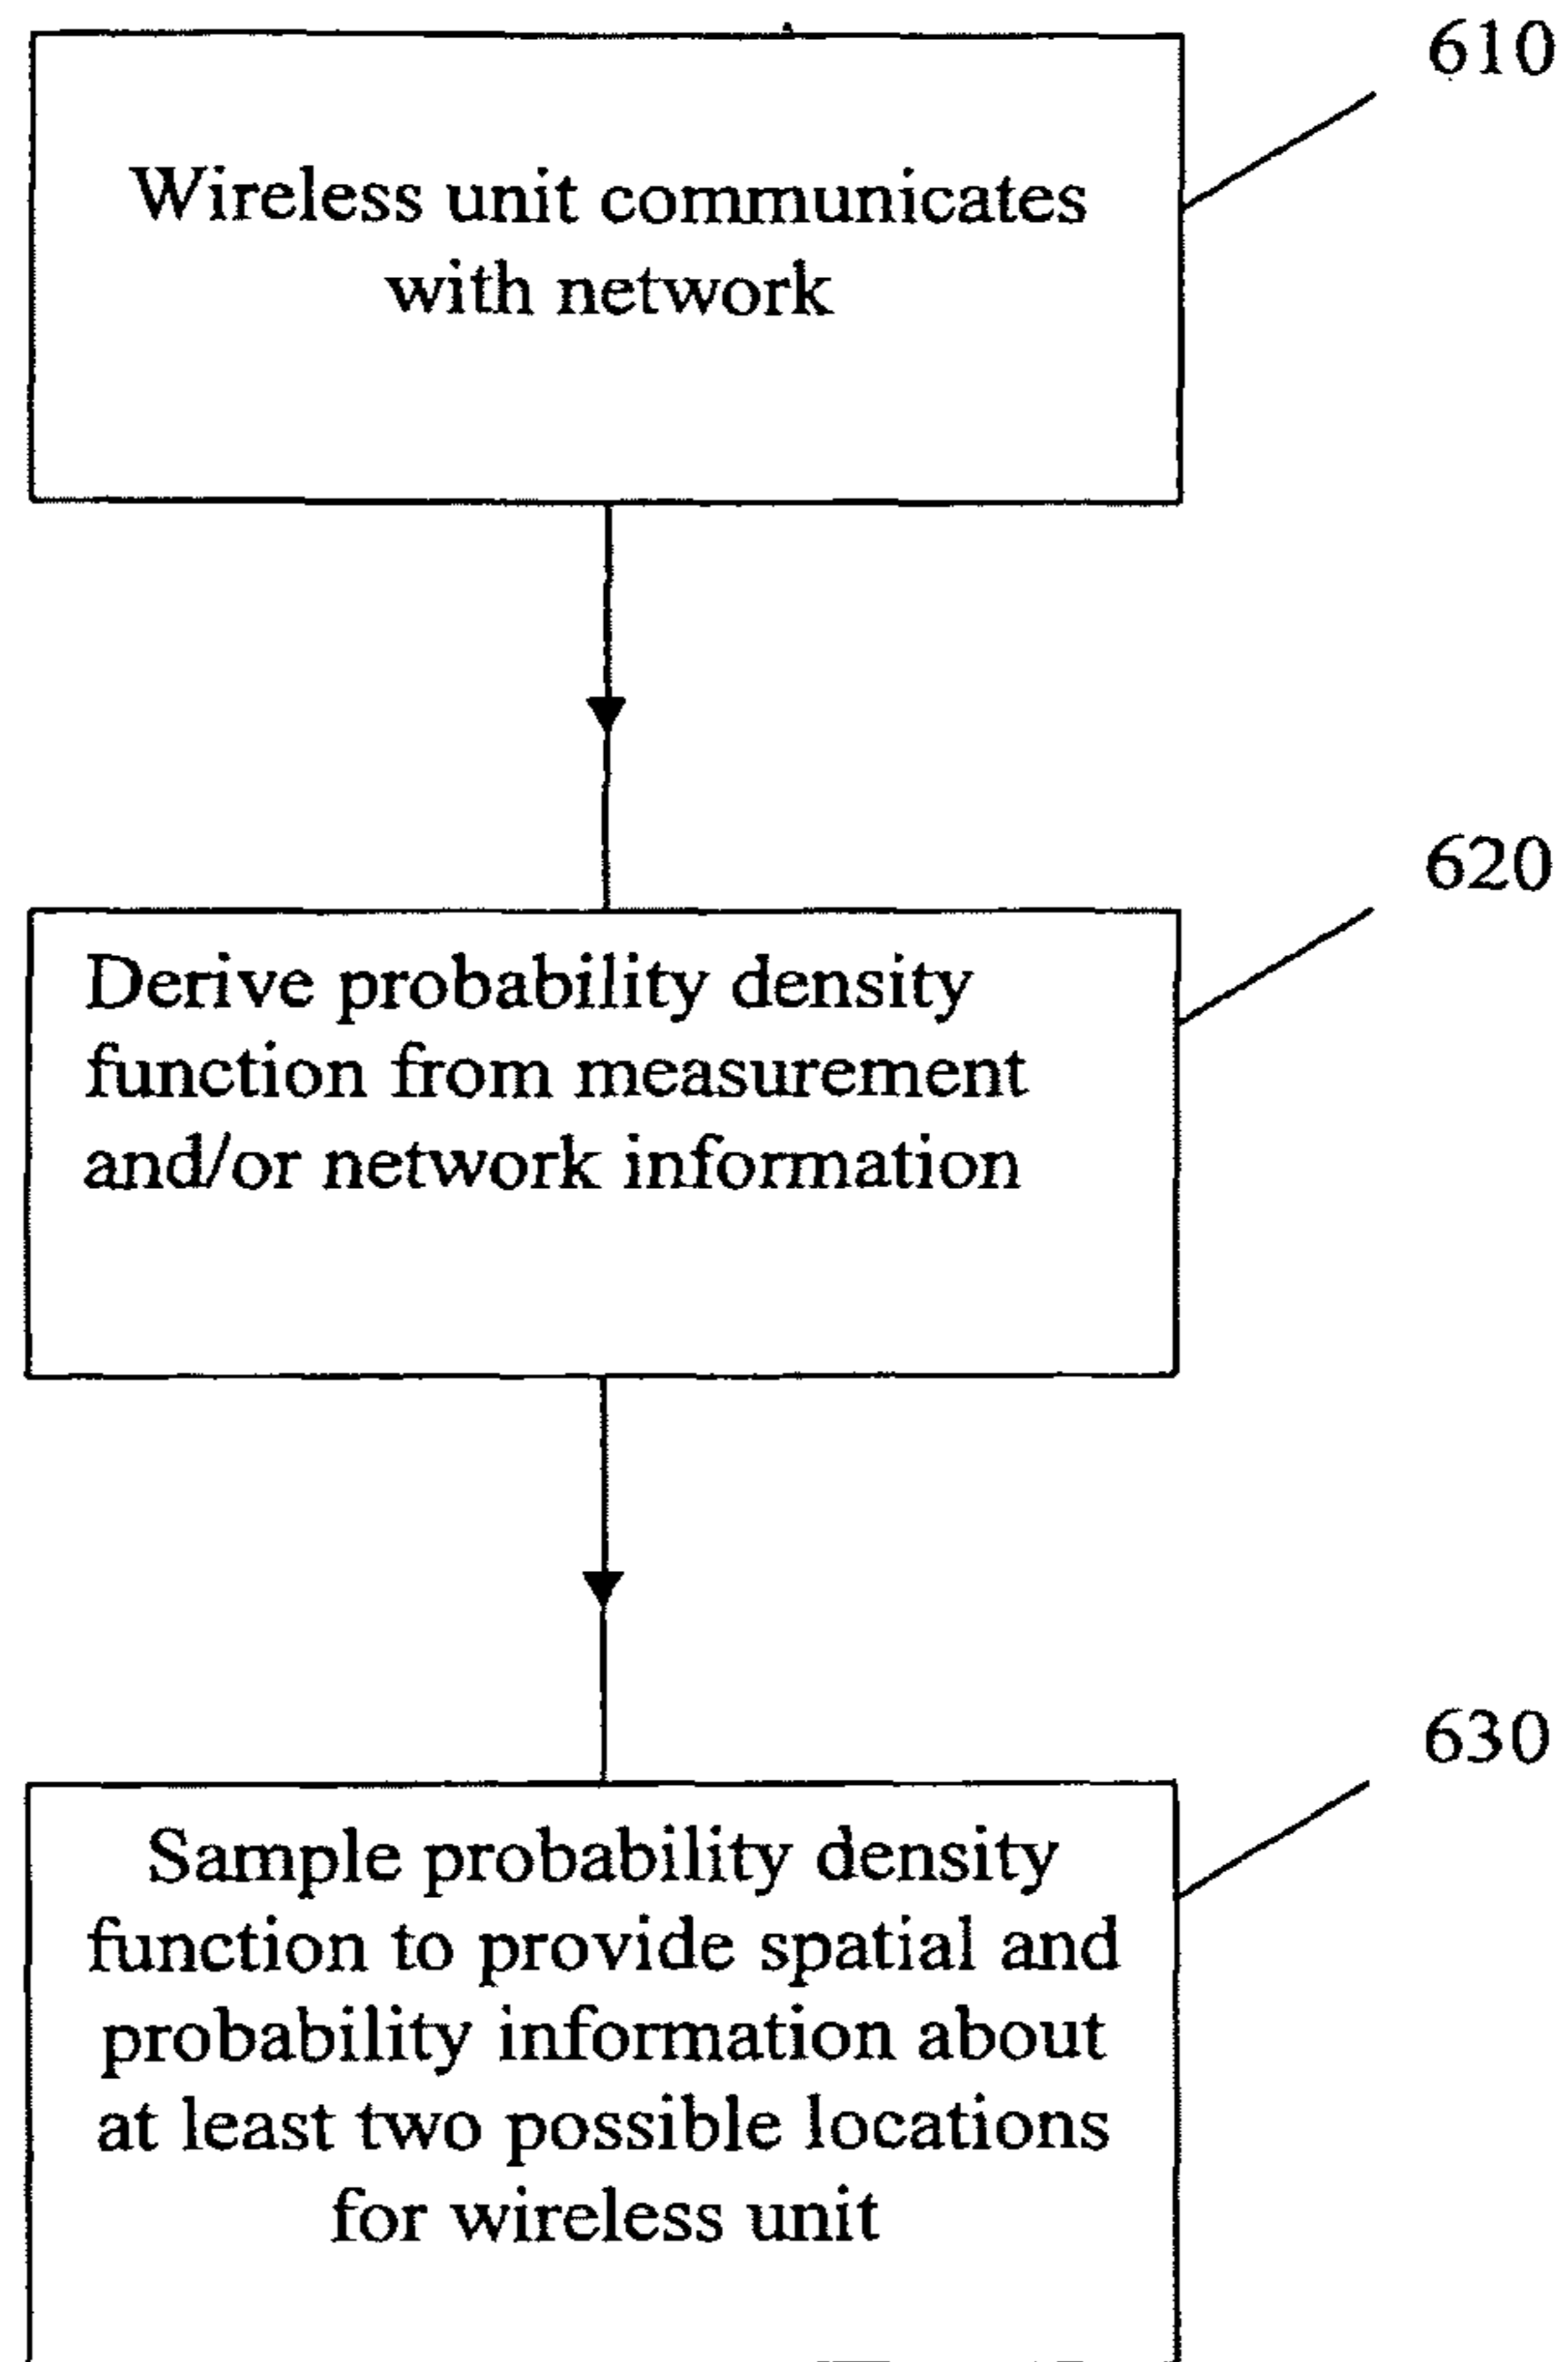 610
Wireless unit communicates
with network
620
Derive probability density
function from measurement
and/or network information
630
Sample probability density
function to provide spatial and
probability information about
at least two possible locations
for wireless unit